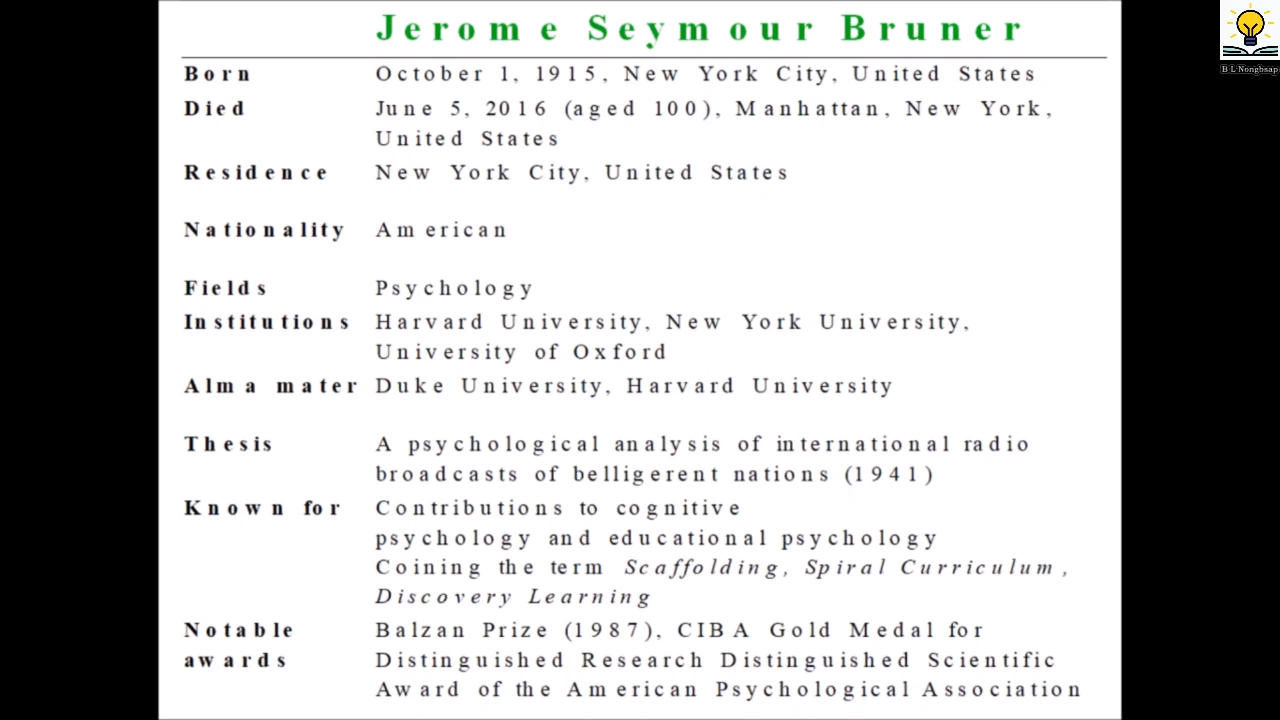 Jerome Seymour Bruner
B L Nongbsap
Born October 1, 1915, New York City, United States
Died June 5, 2016 (aged 100), Manhattan, New York,
United States
Residence New York City, United States
Nationality American
Fields Psychology
Institutions Harvard University, New York University,
University of Oxford
Alma mater Duke University, Harvard University
Thesis A psychological analysis of international radio
broadcasts of belligerent nations (1941)
Known for Contributions to cognitive
psychology and educational psychology
Coining the term Scaffolding, Spiral Curriculum,
Discovery Learning
Notable Balzan Prize (1987), CIBA Gold Medal for
awards Distinguished Research Distinguished Scientific
Award of the American Psychological Association